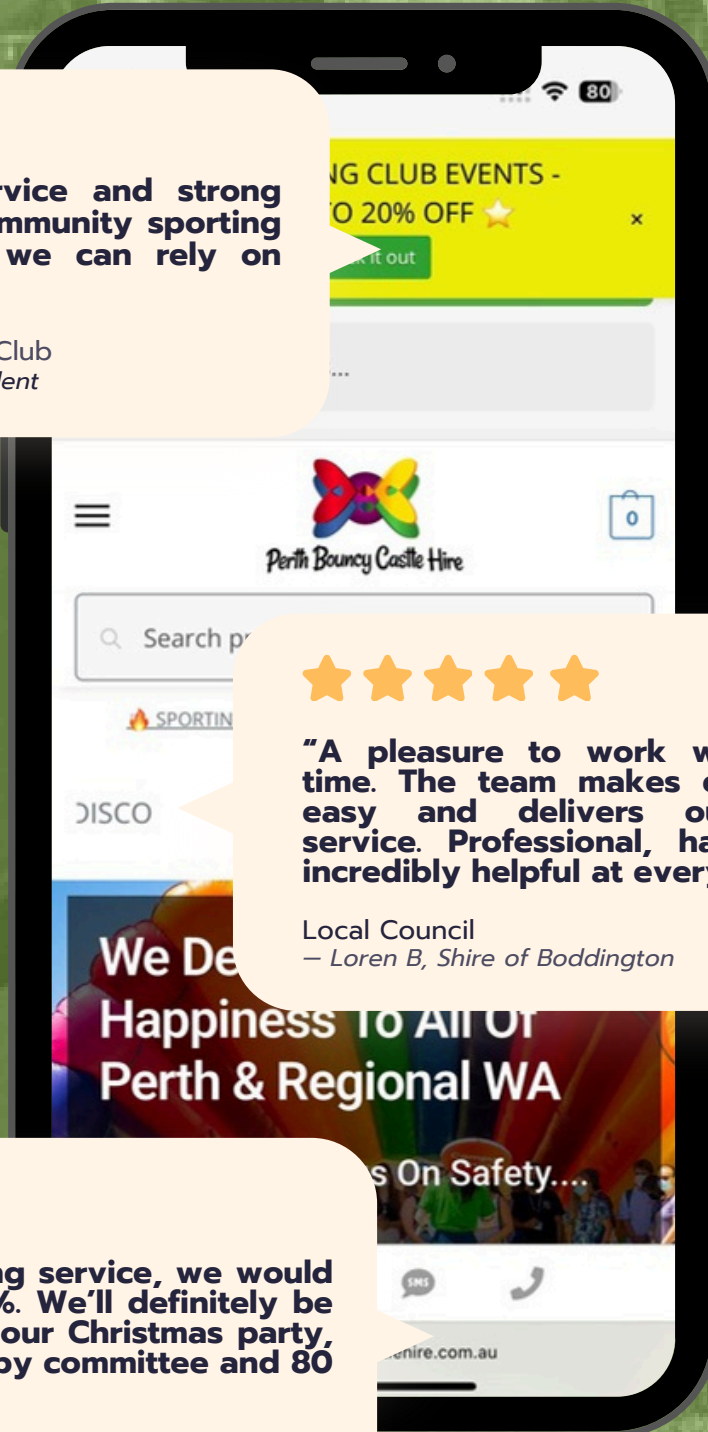 80
NG CLUB EVENTS -
O 20% OFF ⭐
×
it out
rvice and strong
mmunity sporting
we can rely on
Club
lent
...
Perth Bouncy Castle Hire
0
Search pr
🔥 SPORTIN
DISCO
"A pleasure to work w
time. The team makes
easy and delivers ou
service. Professional, ha
incredibly helpful at every
Local Council
— Loren B, Shire of Boddington
We De
Happiness To All Of
Perth & Regional WA
s On Safety....
ng service, we would
%. We'll definitely be
our Christmas party,
by committee and 80
SMS
hire.com.au